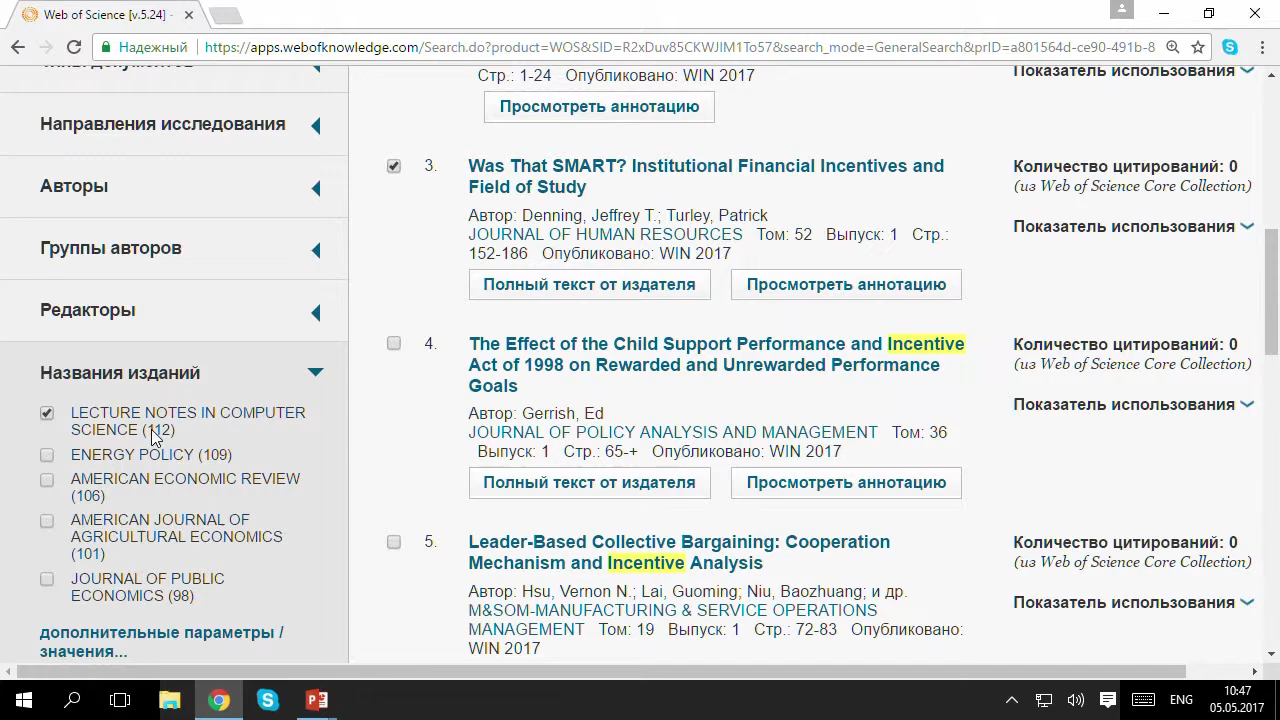 Web of Science [v.5.24]
Надежный
https://apps.webofknowledge.com/Search.do?product=WOS&SID=R2xDuv85CKWJIM1To57&search_mode=GeneralSearch&prID=a801564d-ce90-491b-8
Направления исследования
Авторы
Группы авторов
Редакторы
Названия изданий
LECTURE NOTES IN COMPUTER
SCIENCE (112)
ENERGY POLICY (109)
AMERICAN ECONOMIC REVIEW
(106)
AMERICAN JOURNAL OF
AGRICULTURAL ECONOMICS
(101)
JOURNAL OF PUBLIC
ECONOMICS (98)
дополнительные параметры /
значения...
Стр.: 1-24 Опубликовано: WIN 2017
Просмотреть аннотацию
Показатель использования
3. Was That SMART? Institutional Financial Incentives and
Field of Study
Автор: Denning, Jeffrey T.; Turley, Patrick
JOURNAL OF HUMAN RESOURCES Том: 52 Выпуск: 1 Стр.:
152-186 Опубликовано: WIN 2017
Полный текст от издателя Просмотреть аннотацию
Количество цитирований: 0
(из Web of Science Core Collection)
Показатель использования
4. The Effect of the Child Support Performance and Incentive
Act of 1998 on Rewarded and Unrewarded Performance
Goals
Автор: Gerrish, Ed
JOURNAL OF POLICY ANALYSIS AND MANAGEMENT Том: 36
Выпуск: 1 Стр.: 65-+ Опубликовано: WIN 2017
Полный текст от издателя Просмотреть аннотацию
Количество цитирований: 0
(из Web of Science Core Collection)
Показатель использования
5. Leader-Based Collective Bargaining: Cooperation
Mechanism and Incentive Analysis
Автор: Hsu, Vernon N.; Lai, Guoming; Niu, Baozhuang; и др.
M&SOM-MANUFACTURING & SERVICE OPERATIONS
MANAGEMENT Том: 19 Выпуск: 1 Стр.: 72-83 Опубликовано:
WIN 2017
Количество цитирований: 0
(из Web of Science Core Collection)
Показатель использования
ENG
10:47
05.05.2017